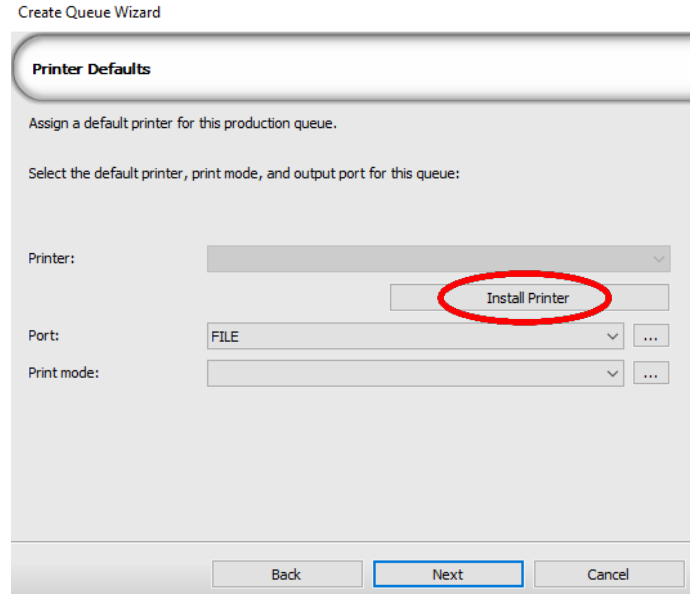 Create Queue Wizard
Printer Defaults
Assign a default printer for this production queue.
Select the default printer, print mode, and output port for this queue:
Printer:
Install Printer
Port:
FILE
...
Print mode:
...
Back
Next
Cancel